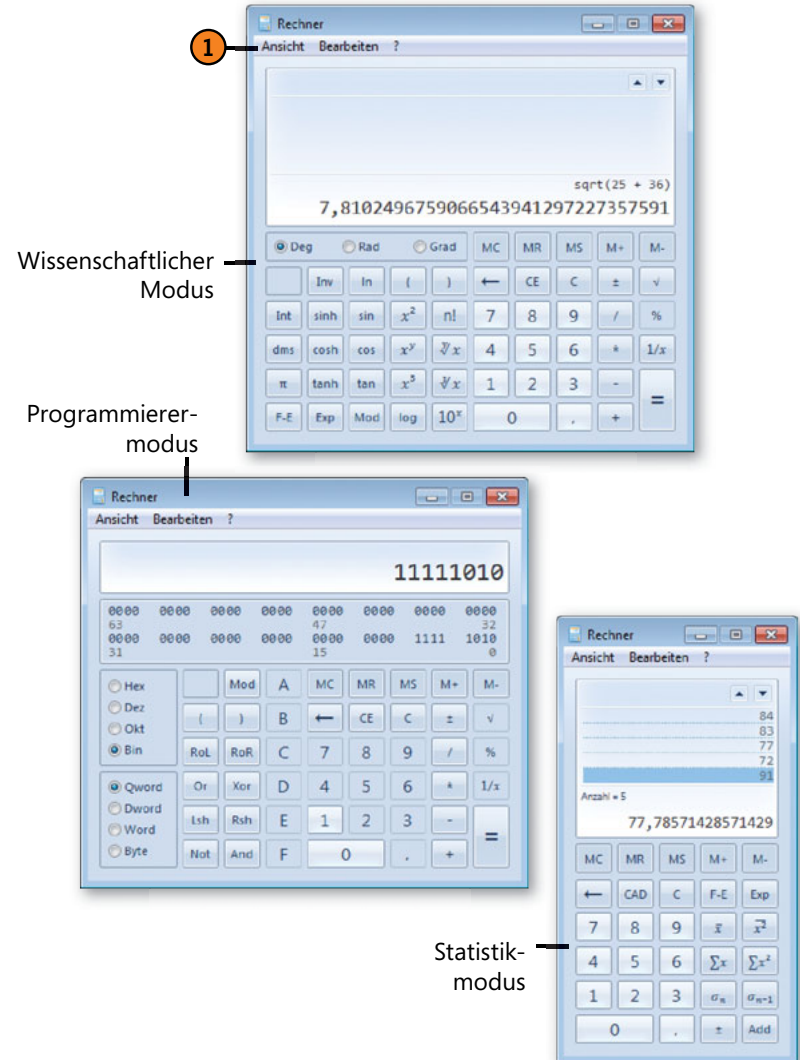 Rechner
1
Ansicht Bearbeiten ?
sqrt(25 + 36)
7,8102496759066543941297222735759​1
Wissenschaftlicher
Modus
Deg Rad Grad MC MR MS M+ M-
Inv ln ( ) ← CE C ± √
Int sinh sin x² n! 7 8 9 / %
dms cosh cos xʸ ʸ√x 4 5 6 * 1/x
π tanh tan x³ ³√x 1 2 3 - =
F-E Exp Mod log 10ˣ 0 , +
Programmierer-
modus
Rechner
Ansicht Bearbeiten ?
11111010
0000 0000 0000 0000 0000 0000 0000 0000
63 47 32
0000 0000 0000 0000 0000 0000 1111 1010
31 15 0
Hex Mod A MC MR MS M+ M-
Dez
( ) B ← CE C ± √
Okt
Bin RoL RoR C 7 8 9 / %
Qword Or Xor D 4 5 6 * 1/x
Dword
Lsh Rsh E 1 2 3 - =
Word
Byte Not And F 0 , +
Rechner
Ansicht Bearbeiten ?
84
83
77
72
91
Anzahl = 5
77,78571428571429
MC MR MS M+ M-
← CAD C F-E Exp
7 8 9 x̄ x̄²
4 5 6 ∑x ∑x²
1 2 3 σₙ σₙ₋₁
0 , ± Add
Statistik-
modus